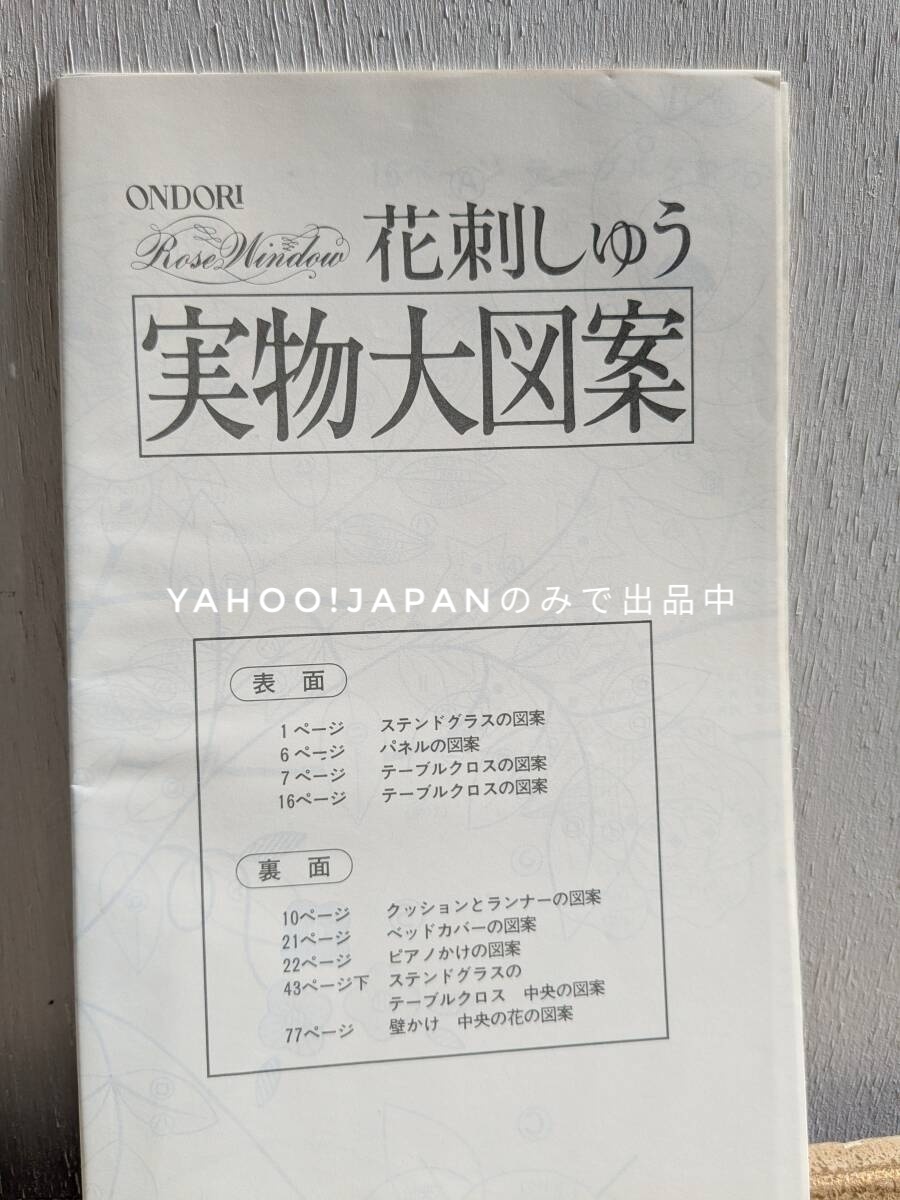 ONDORI
Rose Window 花刺しゅう
実物大図案
YAHOO!JAPANのみで出品中
表面
1ページ ステンドグラスの図案
6ページ パネルの図案
7ページ テーブルクロスの図案
16ページ テーブルクロスの図案
裏面
10ページ クッションとランナーの図案
21ページ ベッドカバーの図案
22ページ ピアノかけの図案
43ページ下 ステンドグラスの
テーブルクロス 中央の図案
77ページ 壁かけ 中央の花の図案